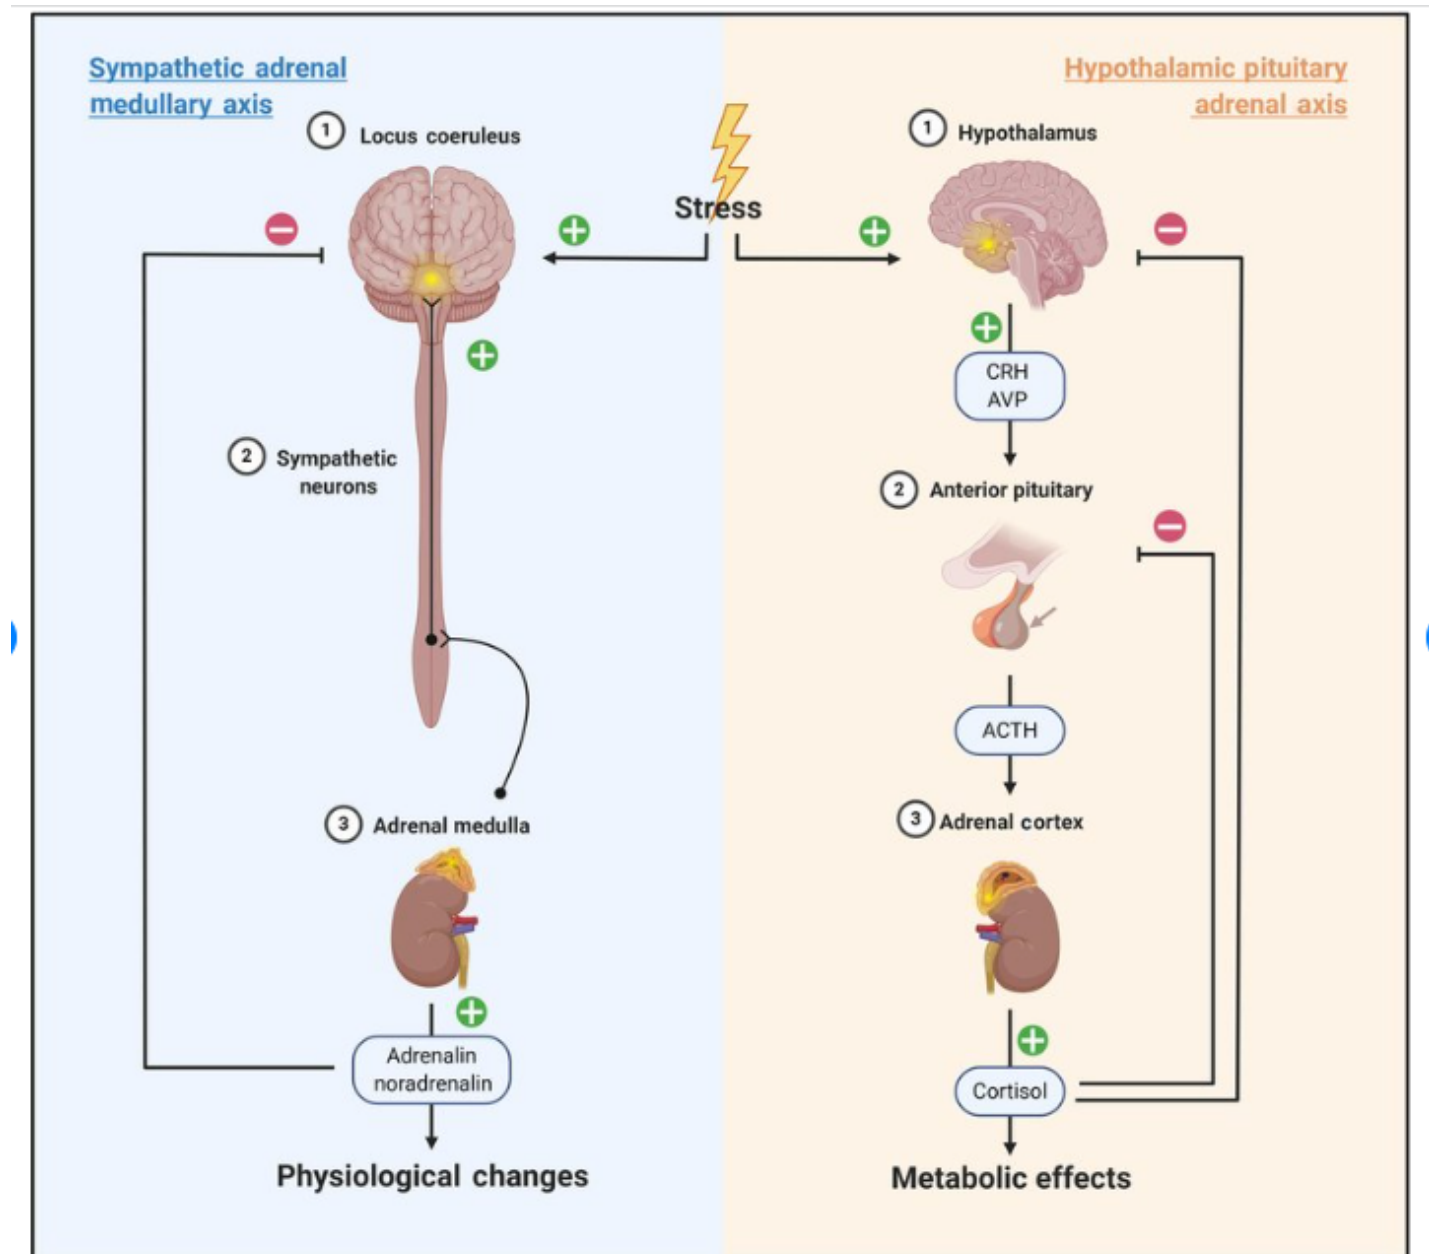 Sympathetic adrenal
medullary axis
Hypothalamic pituitary
adrenal axis
1 Locus coeruleus
Stress
1 Hypothalamus
CRH
AVP
2 Sympathetic
neurons
2 Anterior pituitary
ACTH
3 Adrenal medulla
3 Adrenal cortex
Adrenalin
noradrenalin
Cortisol
Physiological changes
Metabolic effects